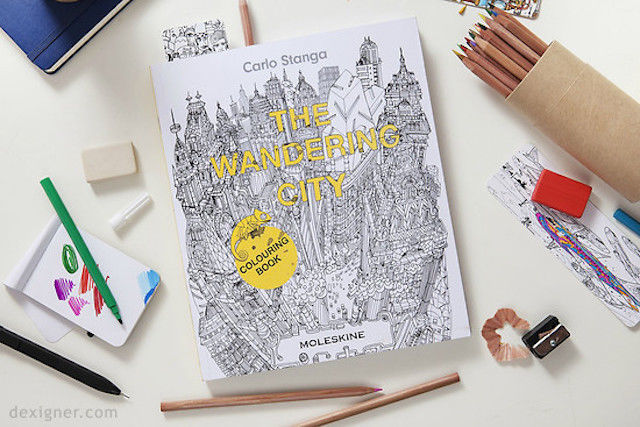 Carlo Stanga
THE
WANDERING
CITY
COLOURING
BOOK
MOLESKINE
dexigner.com